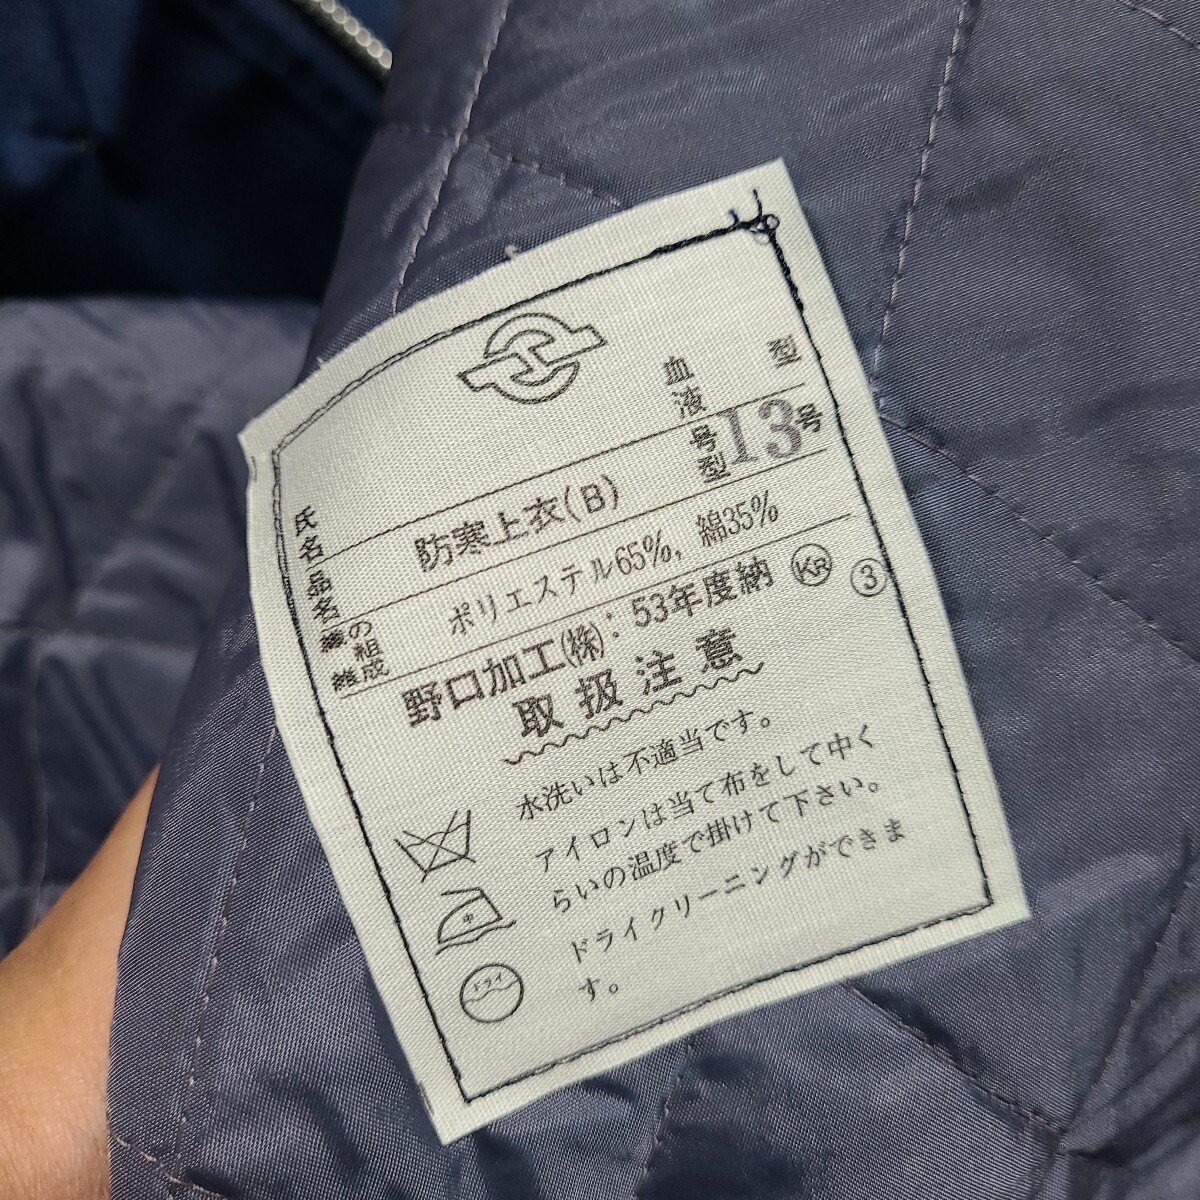 血液 型
氏名
号型 13号
品名 防寒上衣(B)
繊維の組成 ポリエステル65%, 綿35%
野口加工㈱: 53年度納 KR ③
取扱注意
水洗いは不適当です。
アイロンは当て布をして中く
らいの温度で掛けて下さい。
中
ドライクリーニングができま
す。
ドライ